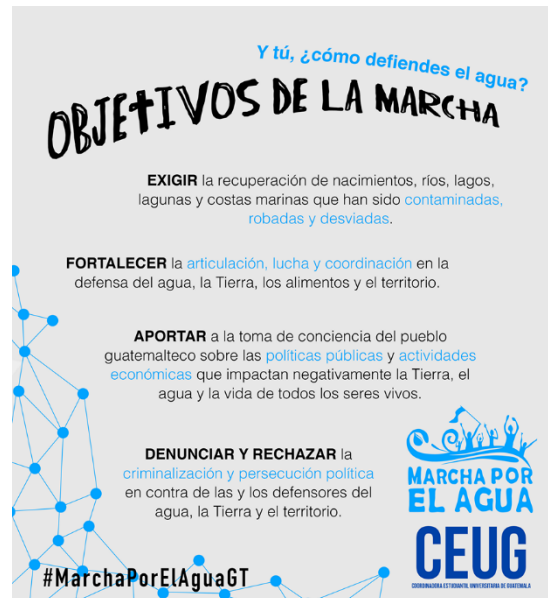 Y tú, ¿cómo defiendes el agua?
OBJETIVOS DE LA MARCHA
EXIGIR la recuperación de nacimientos, ríos, lagos,
lagunas y costas marinas que han sido contaminadas,
robadas y desviadas.
FORTALECER la articulación, lucha y coordinación en la
defensa del agua, la Tierra, los alimentos y el territorio.
APORTAR a la toma de conciencia del pueblo
guatemalteco sobre las políticas públicas y actividades
económicas que impactan negativamente la Tierra, el
agua y la vida de todos los seres vivos.
DENUNCIAR Y RECHAZAR la
criminalización y persecución política
en contra de las y los defensores del
agua, la Tierra y el territorio.
MARCHA POR
EL AGUA
CEUG
COORDINADORA ESTUDIANTIL UNIVERSITARIA DE GUATEMALA
#MarchaPorElAguaGT